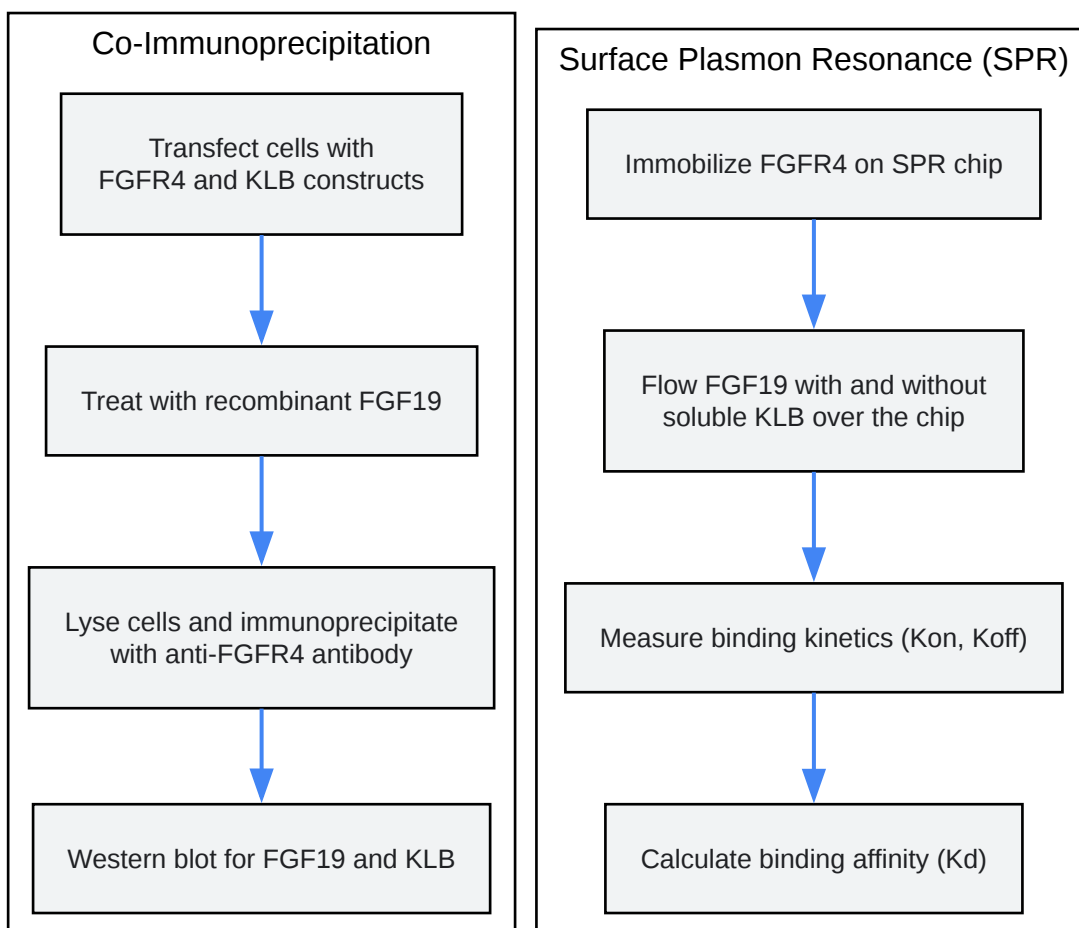 Co-Immunoprecipitation
Transfect cells with
FGFR4 and KLB constructs
Treat with recombinant FGF19
Lyse cells and immunoprecipitate
with anti-FGFR4 antibody
Western blot for FGF19 and KLB
Surface Plasmon Resonance (SPR)
Immobilize FGFR4 on SPR chip
Flow FGF19 with and without
soluble KLB over the chip
Measure binding kinetics (Kon, Koff)
Calculate binding affinity (Kd)